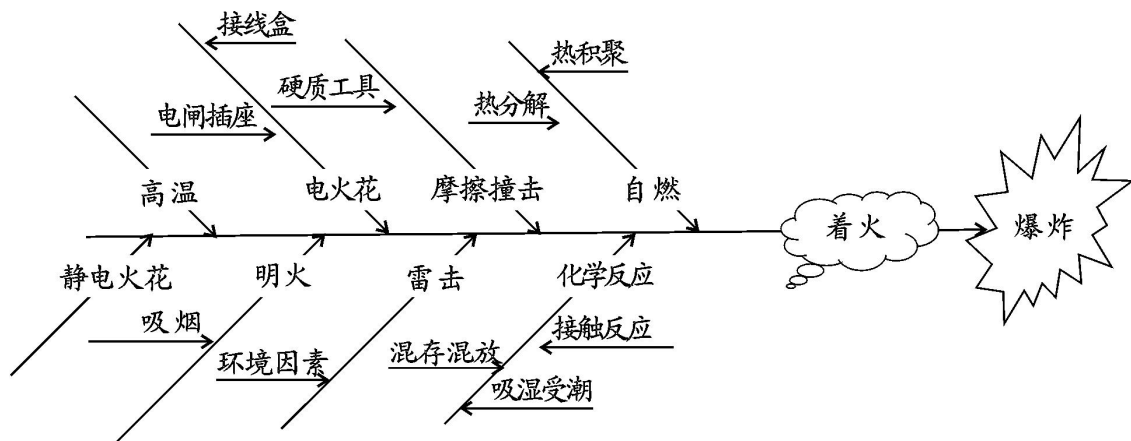 接线盒
热积聚
硬质工具
热分解
电闸插座
高温
电火花
摩擦撞击
自燃
着火
爆炸
静电火花
明火
雷击
化学反应
吸烟
接触反应
环境因素
混存混放
吸湿受潮